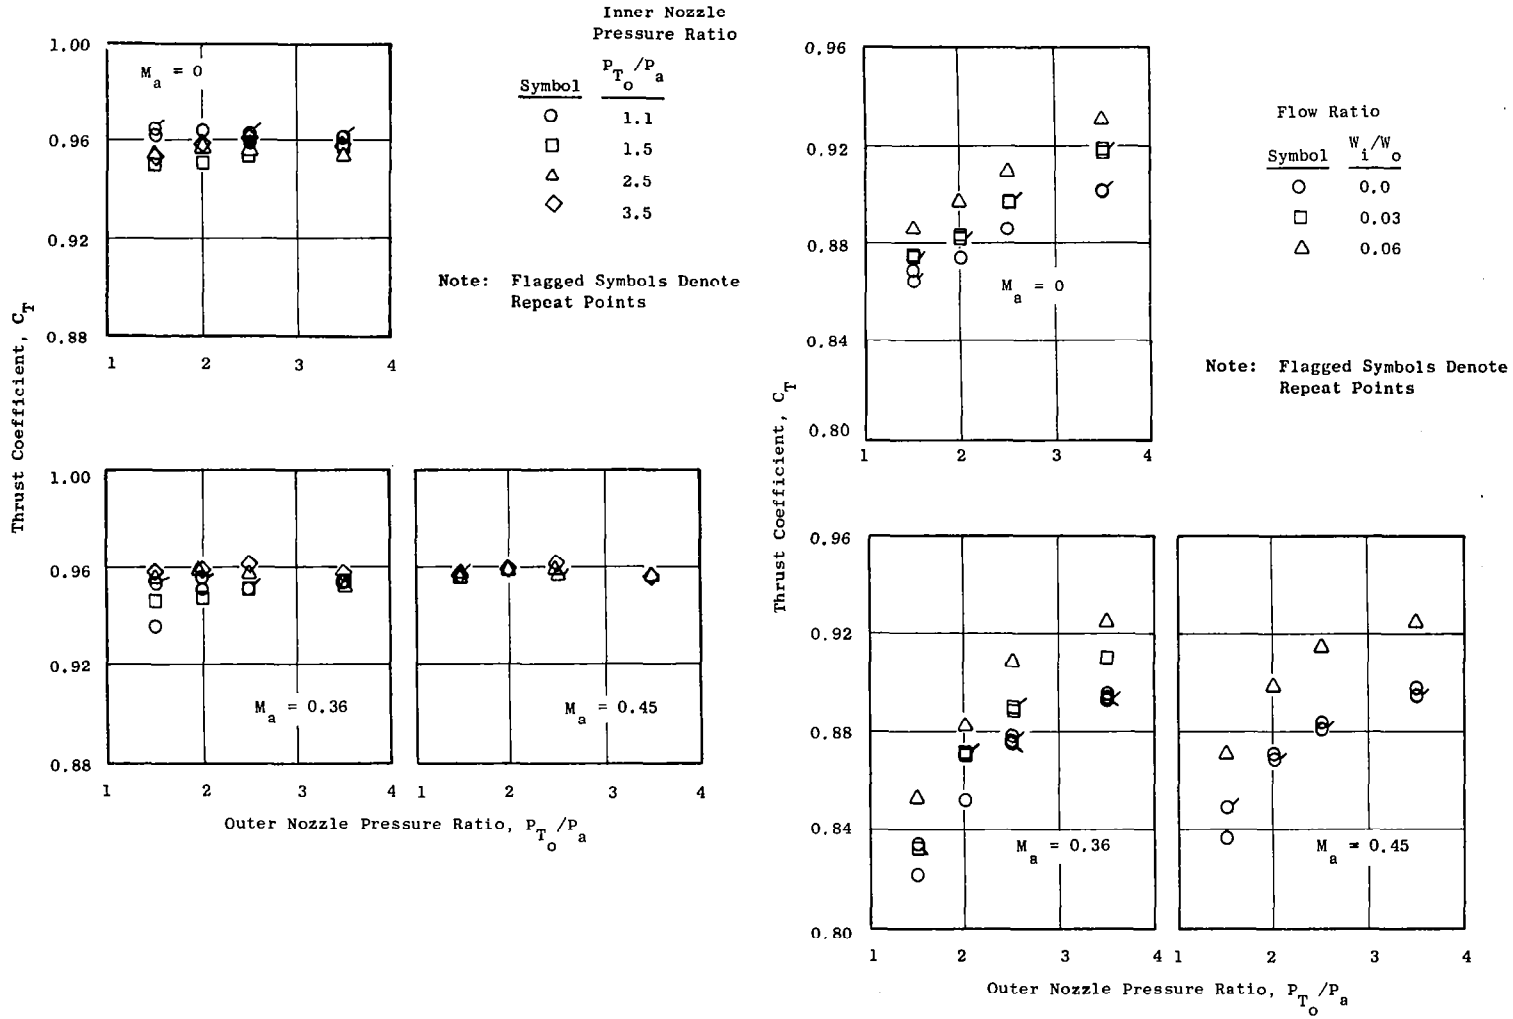 Inner Nozzle
Pressure Ratio
Symbol P_To/P_a
1.1
1.5
2.5
3.5
Note: Flagged Symbols Denote
Repeat Points
Thrust Coefficient, C_T
1.00
0.96
0.92
0.88
M_a = 0
1 2 3 4
1.00
0.96
0.92
0.88
M_a = 0.36
1 2 3 4
M_a = 0.45
1 2 3 4
Outer Nozzle Pressure Ratio, P_To/P_a
Flow Ratio
Symbol W_i/W_o
0.0
0.03
0.06
Note: Flagged Symbols Denote
Repeat Points
Thrust Coefficient, C_T
0.96
0.92
0.88
0.84
0.80
M_a = 0
1 2 3 4
0.96
0.92
0.88
0.84
0.80
M_a = 0.36
1 2 3 4
M_a = 0.45
1 2 3 4
Outer Nozzle Pressure Ratio, P_To/P_a